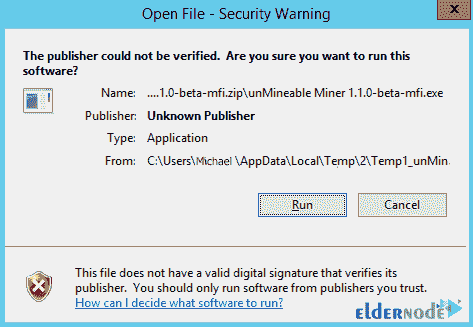 Open File - Security Warning
x
The publisher could not be verified. Are you sure you want to run this
software?
Name: ....1.0-beta-mfi.zip\unMineable Miner 1.1.0-beta-mfi.exe
Publisher: Unknown Publisher
Type: Application
From: C:\Users\Michael\AppData\Local\Temp\2\Temp1_unMin
Run Cancel
This file does not have a valid digital signature that verifies its
publisher. You should only run software from publishers you trust.
How can I decide what software to run?
eldernode